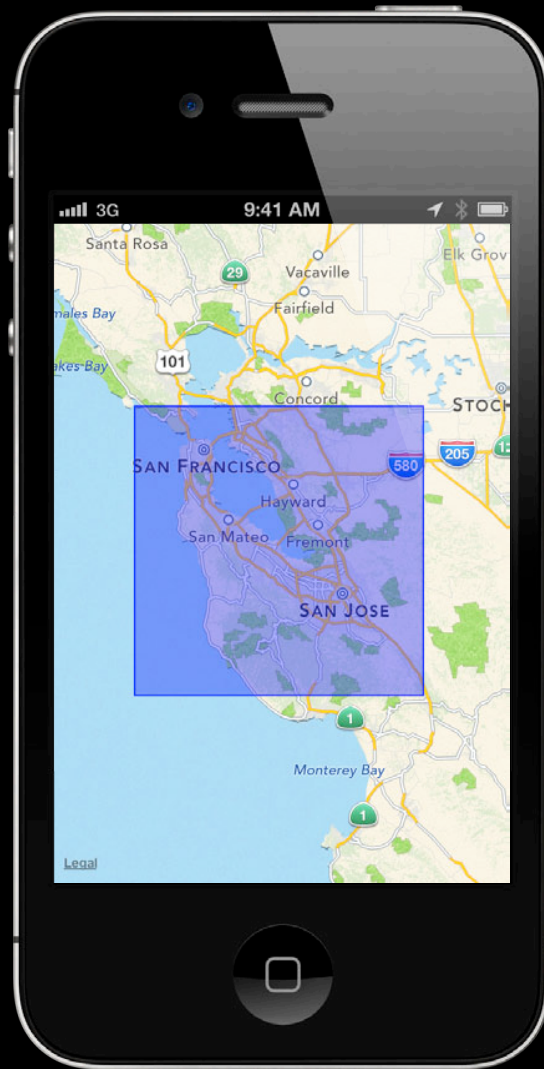 3G 9:41 AM
Santa Rosa
Elk Grov
29
Vacaville
Fairfield
males Bay
101
akes Bay
Concord
STOCK
SAN FRANCISCO
580
205
Hayward
San Mateo
Fremont
SAN JOSE
1
Monterey Bay
1
Legal